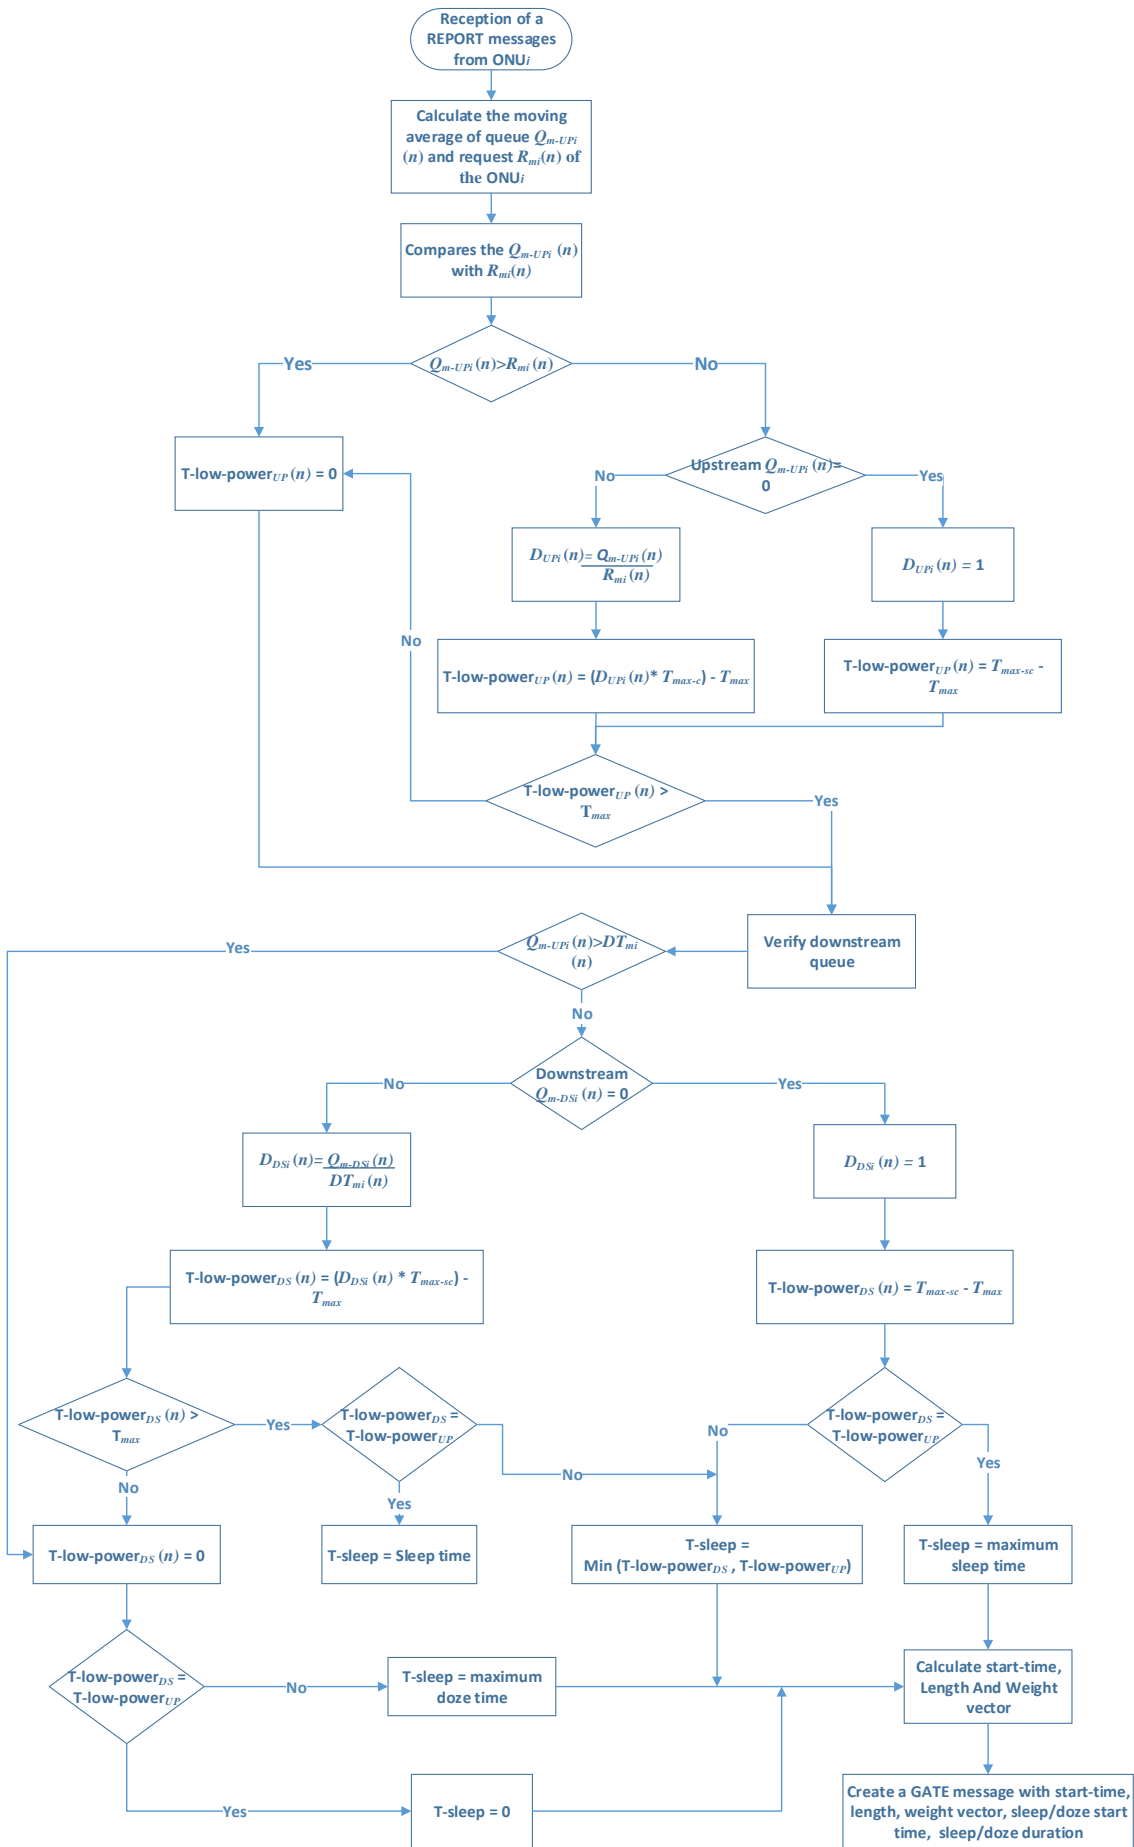 Reception of a
REPORT messages
from ONUi
Calculate the moving
average of queue Qm-UPi
(n) and request Rmi(n) of
the ONUi
Compares the Qm-UPi (n)
with Rmi(n)
Qm-UPi (n)>Rmi (n)
Yes
No
T-low-powerUP (n) = 0
Upstream Qm-UPi (n)=
0
No
Yes
DUPi (n)= Qm-UPi (n)
Rmi (n)
DUPi (n) = 1
No
T-low-powerUP (n) = (DUPi (n)* Tmax-c) - Tmax
T-low-powerUP (n) = Tmax-sc -
Tmax
T-low-powerUP (n) >
Tmax
Yes
Verify downstream
queue
Qm-UPi (n)>DTmi
(n)
Yes
No
Downstream
Qm-DSi (n) = 0
No
Yes
DDSi (n)= Qm-DSi (n)
DTmi (n)
DDSi (n) = 1
T-low-powerDS (n) = (DDSi (n) * Tmax-sc) -
Tmax
T-low-powerDS (n) = Tmax-sc - Tmax
T-low-powerDS (n) >
Tmax
Yes
T-low-powerDS =
T-low-powerUP
No
T-low-powerDS =
T-low-powerUP
No
Yes
No
Yes
T-low-powerDS (n) = 0
T-sleep = Sleep time
T-sleep =
Min (T-low-powerDS , T-low-powerUP)
T-sleep = maximum
sleep time
T-low-powerDS =
T-low-powerUP
No
T-sleep = maximum
doze time
Calculate start-time,
Length And Weight
vector
Yes
T-sleep = 0
Create a GATE message with start-time,
length, weight vector, sleep/doze start
time, sleep/doze duration